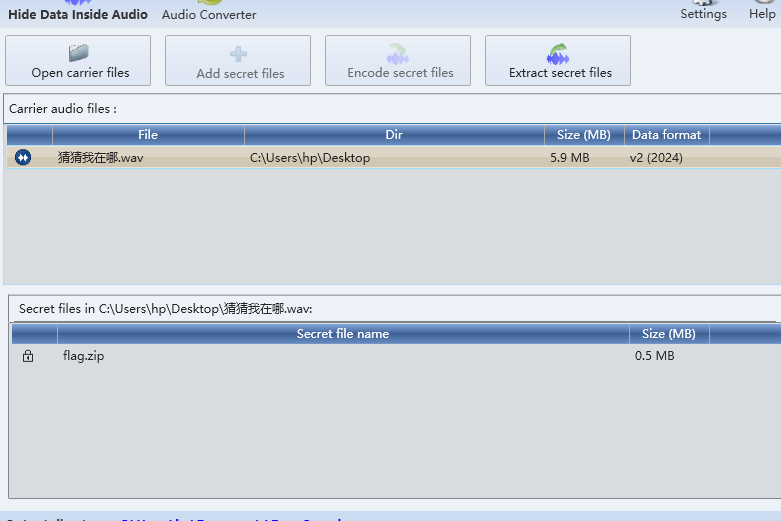 Hide Data Inside Audio Audio Converter Settings Help
Open carrier files Add secret files Encode secret files Extract secret files
Carrier audio files :
File Dir Size (MB) Data format
猜猜我在哪.wav C:\Users\hp\Desktop 5.9 MB v2 (2024)
Secret files in C:\Users\hp\Desktop\猜猜我在哪.wav:
Secret file name Size (MB)
flag.zip 0.5 MB